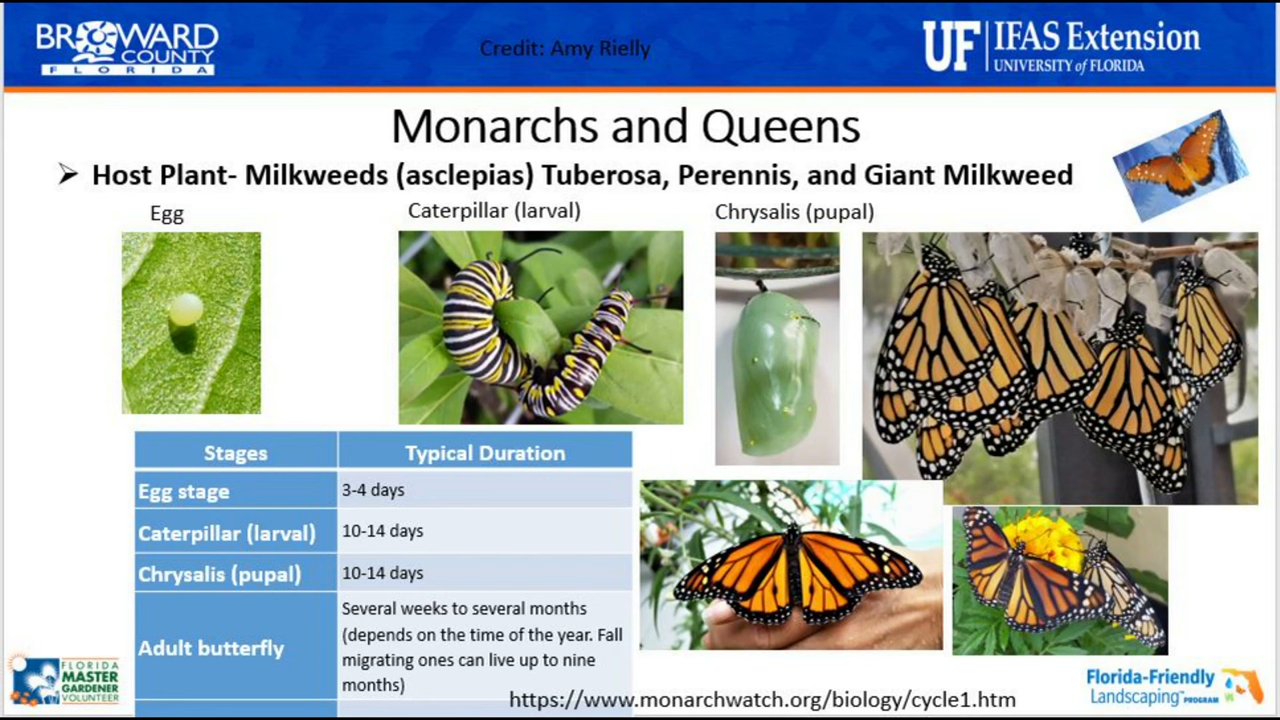 BROWARD
COUNTY
FLORIDA
Credit: Amy Rielly
UF IFAS Extension
UNIVERSITY of FLORIDA
Monarchs and Queens
➢ Host Plant- Milkweeds (asclepias) Tuberosa, Perennis, and Giant Milkweed
Egg
Caterpillar (larval)
Chrysalis (pupal)
Stages Typical Duration
Egg stage 3-4 days
Caterpillar (larval) 10-14 days
Chrysalis (pupal) 10-14 days
Adult butterfly Several weeks to several months
(depends on the time of the year. Fall
migrating ones can live up to nine
months)
https://www.monarchwatch.org/biology/cycle1.htm
FLORIDA
MASTER
GARDENER
VOLUNTEER
Florida-Friendly
Landscaping™ PROGRAM